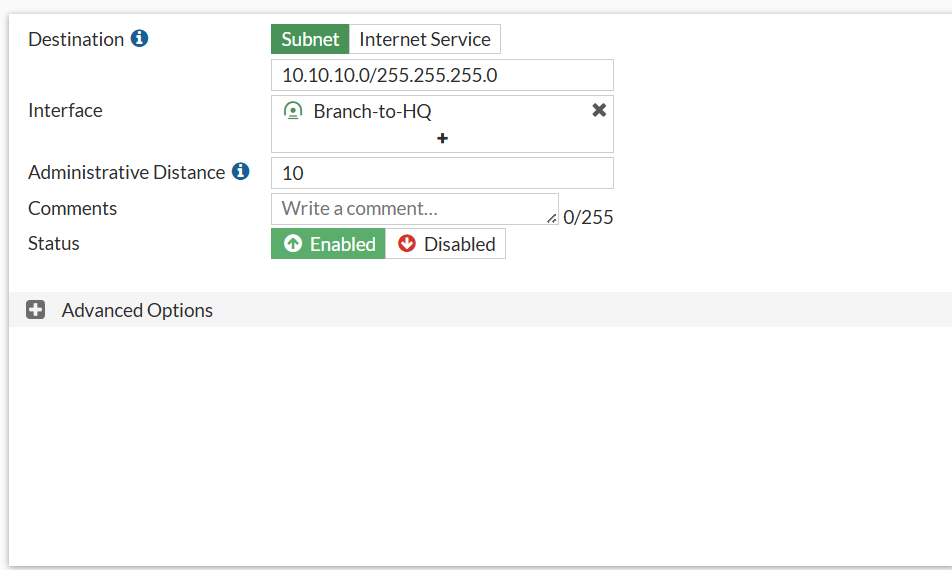 Destination
Subnet Internet Service
10.10.10.0/255.255.255.0
Interface
Branch-to-HQ
Administrative Distance
10
Comments
Write a comment...
0/255
Status
Enabled Disabled
Advanced Options